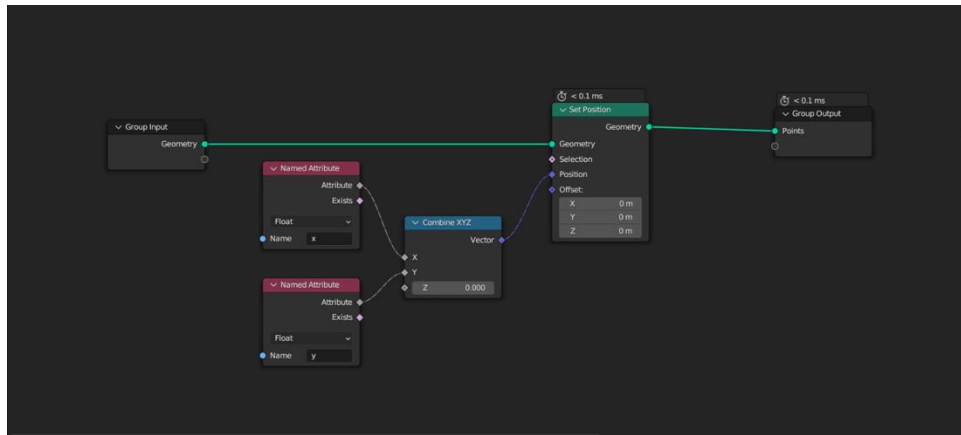 Group Input
Geometry
Named Attribute
Attribute
Exists
Float
Name x
Named Attribute
Attribute
Exists
Float
Name y
Combine XYZ
Vector
X
Y
Z 0.000
< 0.1 ms
Set Position
Geometry
Geometry
Selection
Position
Offset:
X 0 m
Y 0 m
Z 0 m
< 0.1 ms
Group Output
Points